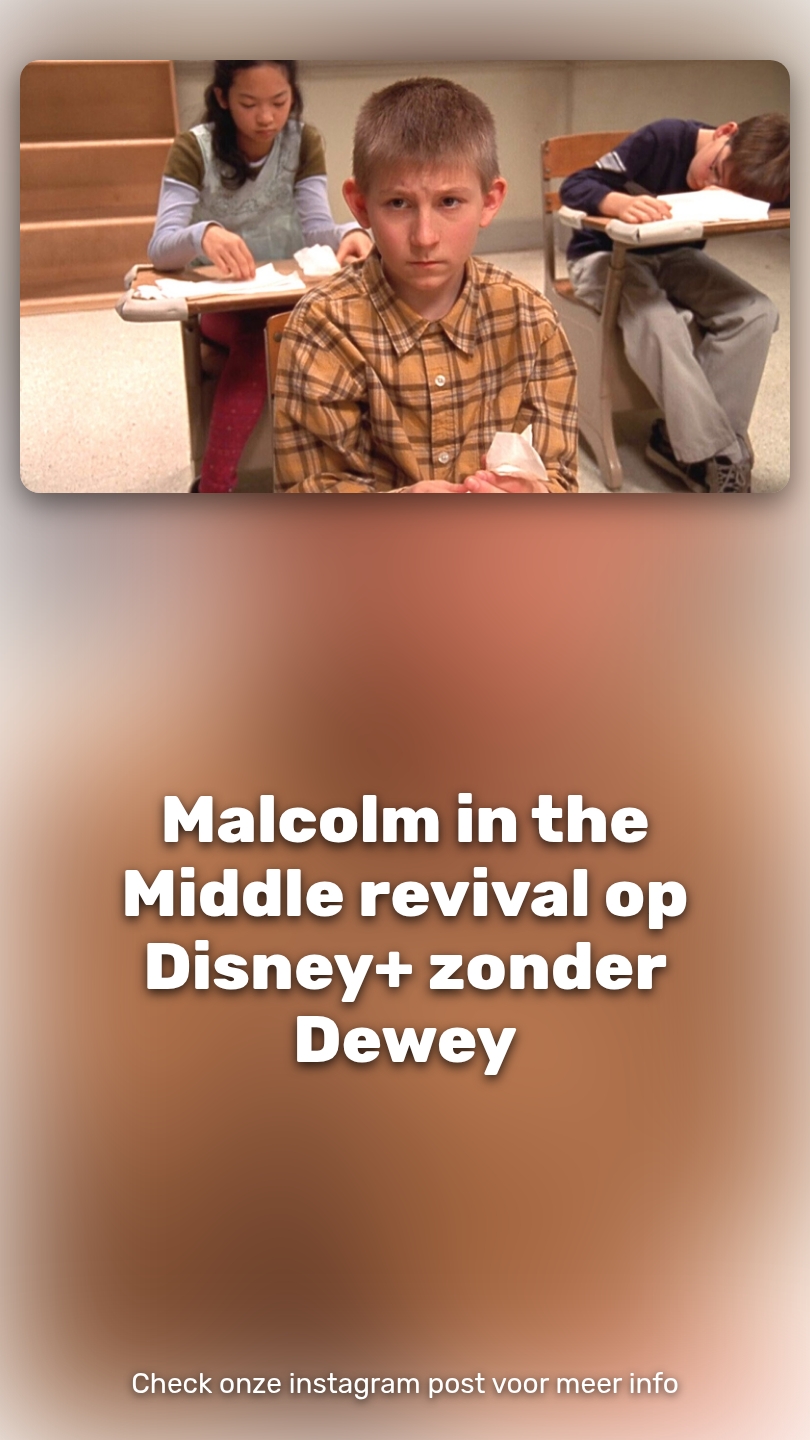 Malcolm in the
Middle revival op
Disney+ zonder
Dewey
Check onze instagram post voor meer info